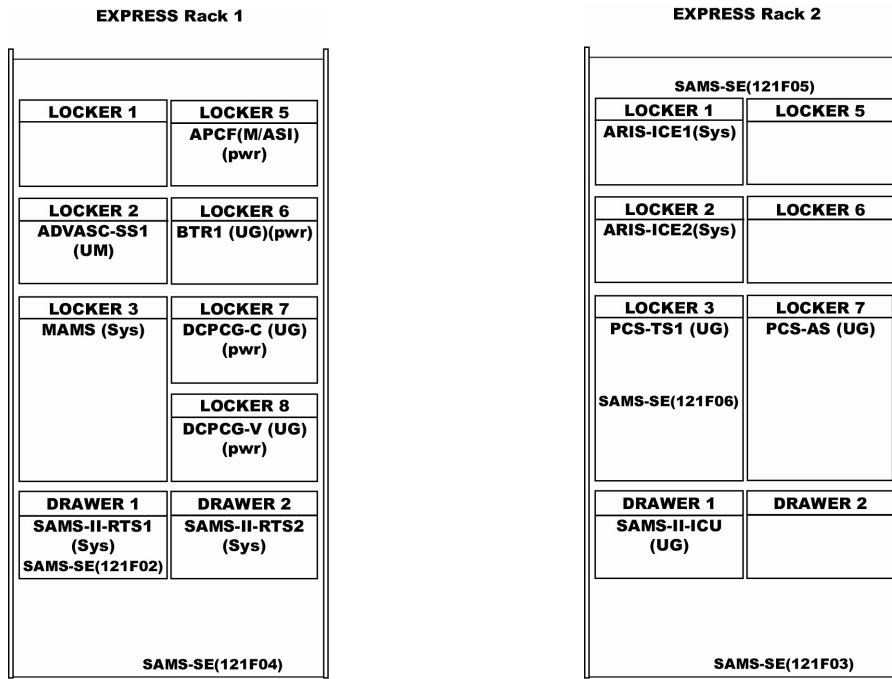 EXPRESS Rack 1
LOCKER 1
LOCKER 5
APCF(M/ASI)
(pwr)
LOCKER 2
ADVASC-SS1
(UM)
LOCKER 6
BTR1 (UG)(pwr)
LOCKER 3
MAMS (Sys)
LOCKER 7
DCPCG-C (UG)
(pwr)
LOCKER 8
DCPCG-V (UG)
(pwr)
DRAWER 1
SAMS-II-RTS1
(Sys)
SAMS-SE(121F02)
DRAWER 2
SAMS-II-RTS2
(Sys)
SAMS-SE(121F04)
EXPRESS Rack 2
SAMS-SE(121F05)
LOCKER 1
ARIS-ICE1(Sys)
LOCKER 5
LOCKER 2
ARIS-ICE2(Sys)
LOCKER 6
LOCKER 3
PCS-TS1 (UG)
SAMS-SE(121F06)
LOCKER 7
PCS-AS (UG)
DRAWER 1
SAMS-II-ICU
(UG)
DRAWER 2
SAMS-SE(121F03)